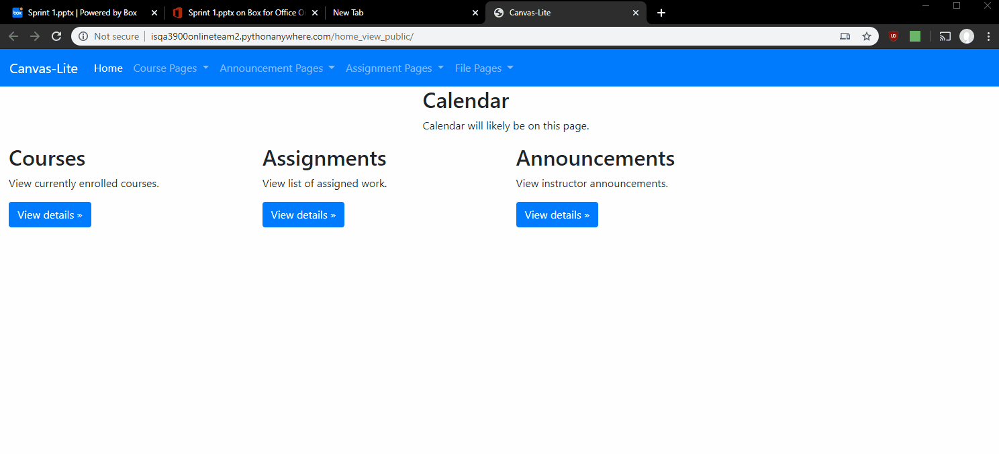 Sprint 1.pptx | Powered by Box
Sprint 1.pptx on Box for Office O
New Tab
Canvas-Lite
Not secure
isqa3900onlineteam2.pythonanywhere.com/home_view_public/
Canvas-Lite Home Course Pages Announcement Pages Assignment Pages File Pages
Calendar
Calendar will likely be on this page.
Courses
View currently enrolled courses.
View details »
Assignments
View list of assigned work.
View details »
Announcements
View instructor announcements.
View details »